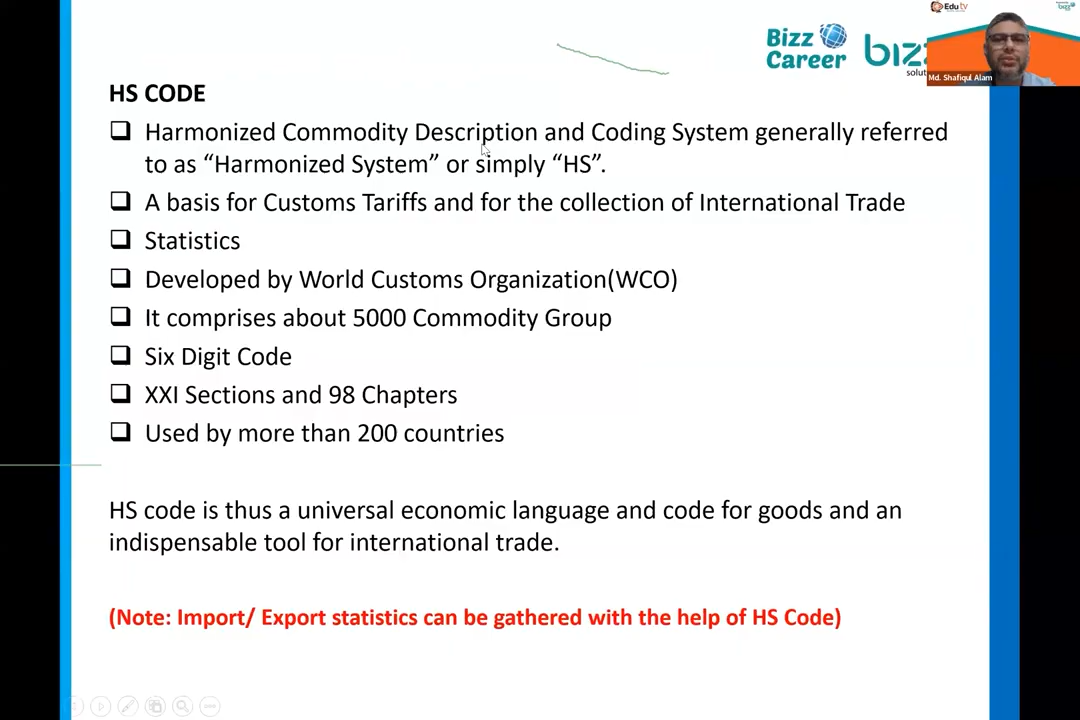 Edu tv
Bizz
Career
bizz
solut
Md. Shafiqul Alam
HS CODE
Harmonized Commodity Description and Coding System generally referred
to as “Harmonized System” or simply “HS”.
A basis for Customs Tariffs and for the collection of International Trade
Statistics
Developed by World Customs Organization(WCO)
It comprises about 5000 Commodity Group
Six Digit Code
XXI Sections and 98 Chapters
Used by more than 200 countries
HS code is thus a universal economic language and code for goods and an
indispensable tool for international trade.
(Note: Import/ Export statistics can be gathered with the help of HS Code)